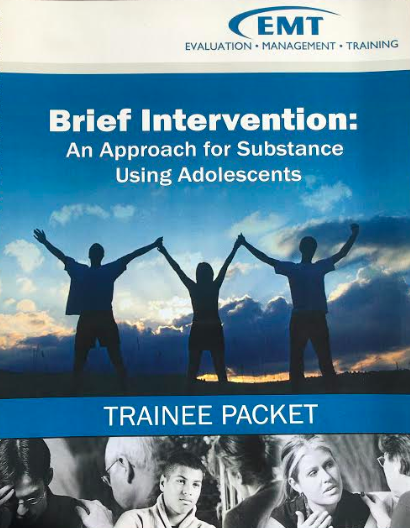 EMT
EVALUATION • MANAGEMENT • TRAINING
Brief Intervention:
An Approach for Substance
Using Adolescents
TRAINEE PACKET